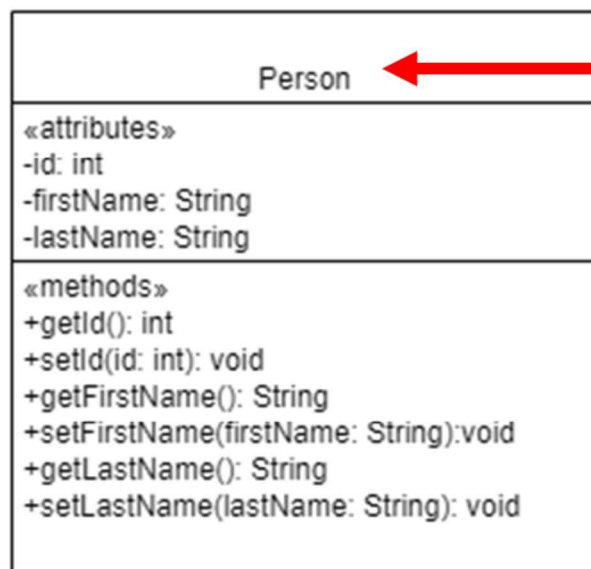 Person
«attributes»
-id: int
-firstName: String
-lastName: String
«methods»
+getId(): int
+setId(id: int): void
+getFirstName(): String
+setFirstName(firstName: String):void
+getLastName(): String
+setLastName(lastName: String): void